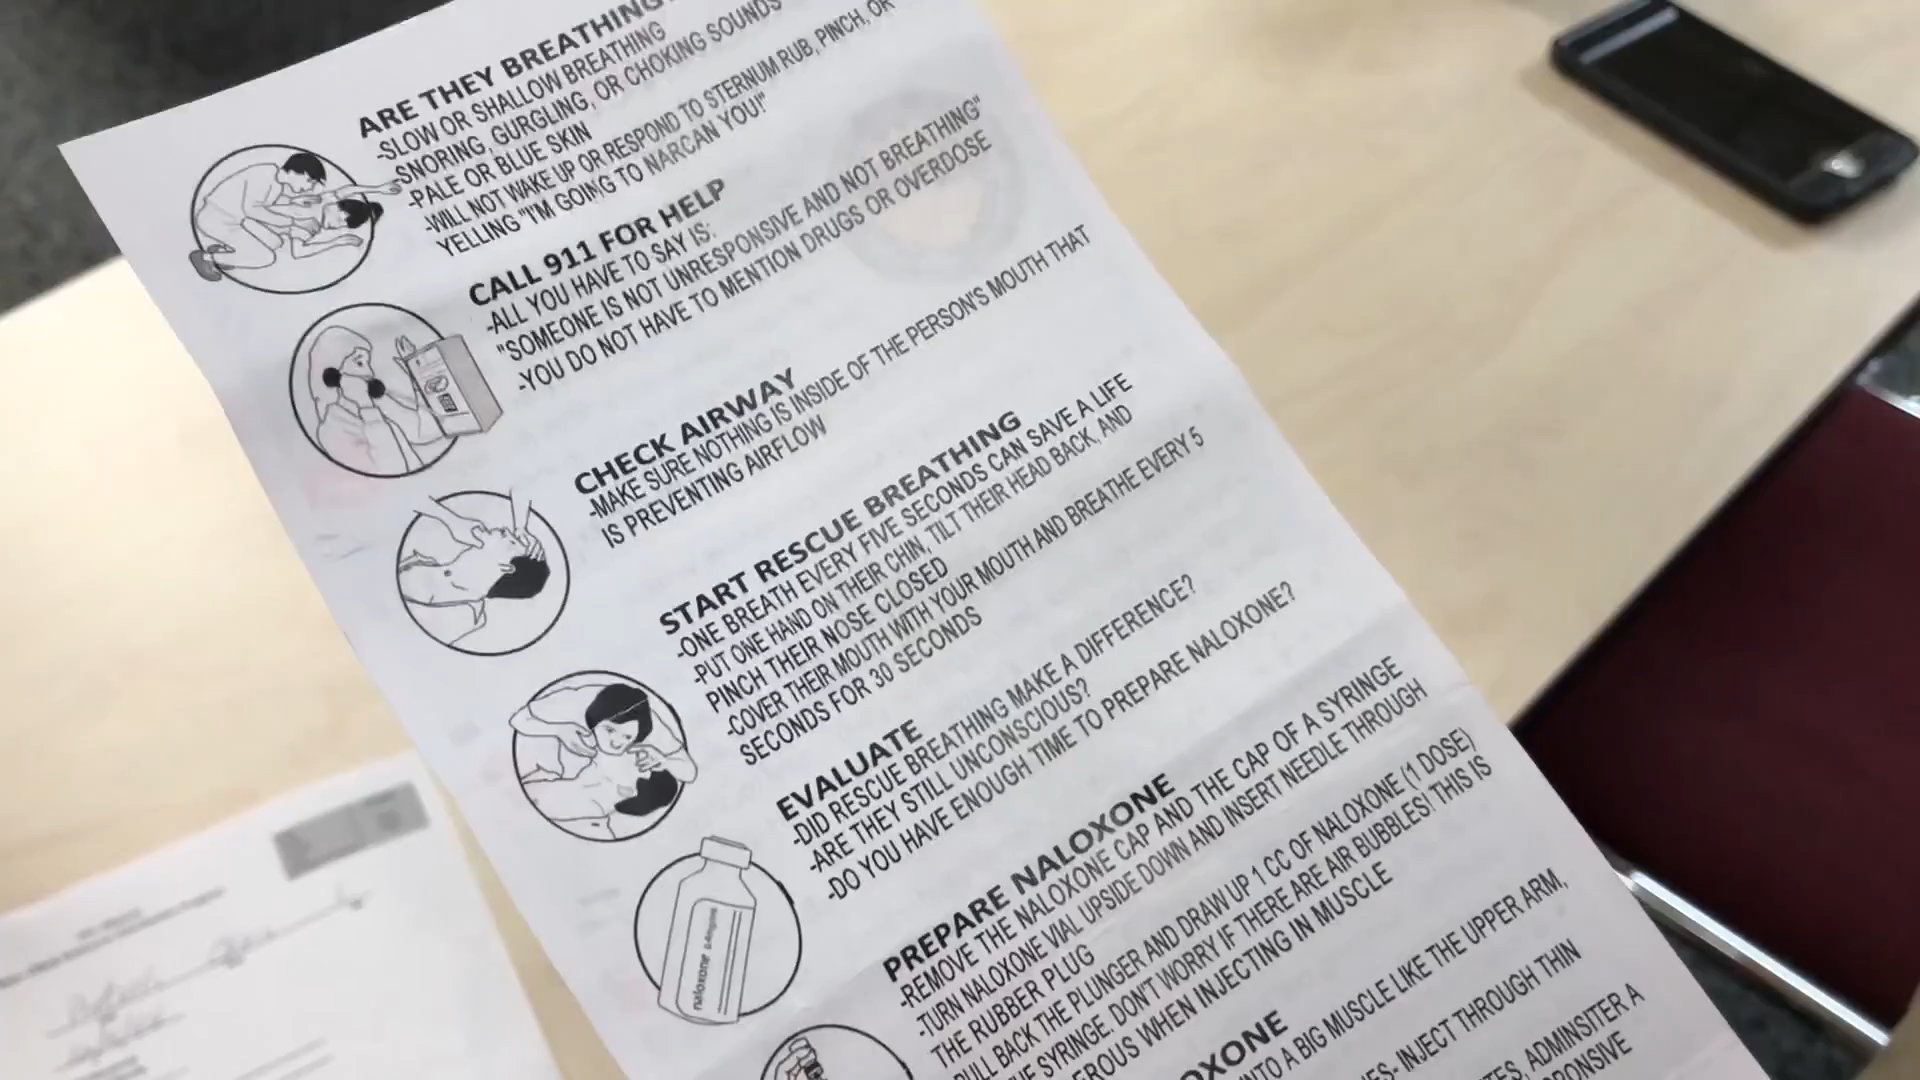 ARE THEY BREATHING?
-SLOW OR SHALLOW BREATHING
-SNORING, GURGLING, OR CHOKING SOUNDS
-PALE OR BLUE SKIN
-WILL NOT WAKE UP OR RESPOND TO STERNUM RUB, PINCH, OR
YELLING "I'M GOING TO NARCAN YOU!"
CALL 911 FOR HELP
-ALL YOU HAVE TO SAY IS:
"SOMEONE IS NOT UNRESPONSIVE AND NOT BREATHING"
-YOU DO NOT HAVE TO MENTION DRUGS OR OVERDOSE
CHECK AIRWAY
-MAKE SURE NOTHING IS INSIDE OF THE PERSON'S MOUTH THAT
IS PREVENTING AIRFLOW
START RESCUE BREATHING
-ONE BREATH EVERY FIVE SECONDS CAN SAVE A LIFE
-PUT ONE HAND ON THEIR CHIN, TILT THEIR HEAD BACK, AND
PINCH THEIR NOSE CLOSED
-COVER THEIR MOUTH WITH YOUR MOUTH AND BREATHE EVERY 5
SECONDS FOR 30 SECONDS
EVALUATE
-DID RESCUE BREATHING MAKE A DIFFERENCE?
-ARE THEY STILL UNCONSCIOUS?
-DO YOU HAVE ENOUGH TIME TO PREPARE NALOXONE?
naloxone
PREPARE NALOXONE
-REMOVE THE NALOXONE CAP AND THE CAP OF A SYRINGE
-TURN NALOXONE VIAL UPSIDE DOWN AND INSERT NEEDLE THROUGH
THE RUBBER PLUG
PULL BACK THE PLUNGER AND DRAW UP 1 CC OF NALOXONE (1 DOSE)
THE SYRINGE. DON'T WORRY IF THERE ARE AIR BUBBLES! THIS IS
EROUS WHEN INJECTING IN MUSCLE
OXONE
INTO A BIG MUSCLE LIKE THE UPPER ARM,
INJECT THROUGH THIN
ADMINSITER A